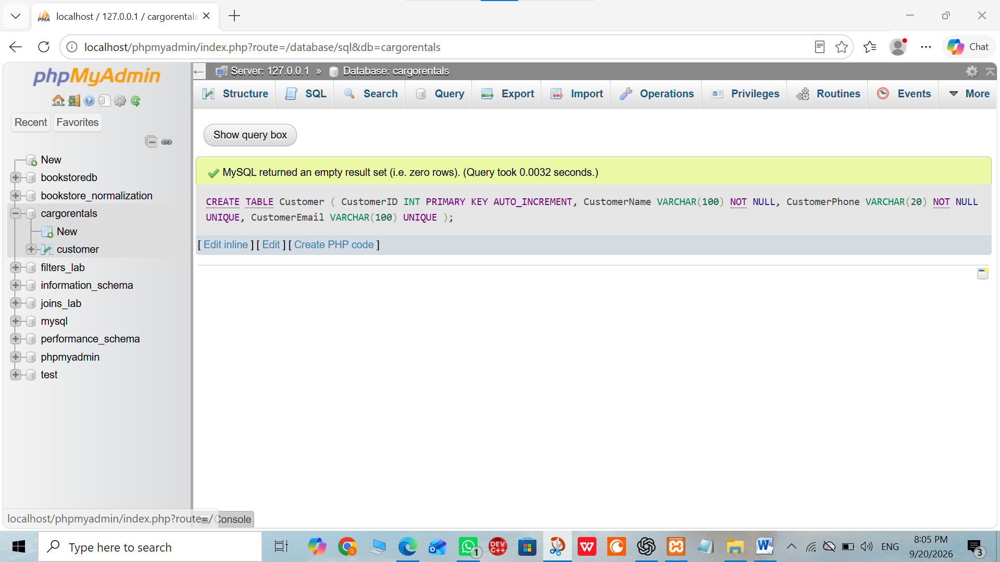 localhost / 127.0.0.1 / cargorentals
localhost/phpmyadmin/index.php?route=/database/sql&db=cargorentals
Chat
phpMyAdmin
Recent
Favorites
New
bookstoredb
bookstore_normalization
cargorentals
New
customer
filters_lab
information_schema
joins_lab
mysql
performance_schema
phpmyadmin
test
Server: 127.0.0.1 » Database: cargorentals
Structure SQL Search Query Export Import Operations Privileges Routines Events More
Show query box
MySQL returned an empty result set (i.e. zero rows). (Query took 0.0032 seconds.)
CREATE TABLE Customer ( CustomerID INT PRIMARY KEY AUTO_INCREMENT, CustomerName VARCHAR(100) NOT NULL, CustomerPhone VARCHAR(20) NOT NULL
UNIQUE, CustomerEmail VARCHAR(100) UNIQUE );
[ Edit inline ] [ Edit ] [ Create PHP code ]
localhost/phpmyadmin/index.php?route=/
Console
Type here to search
1
DEV C++
ENG
8:05 PM
9/20/2026
3